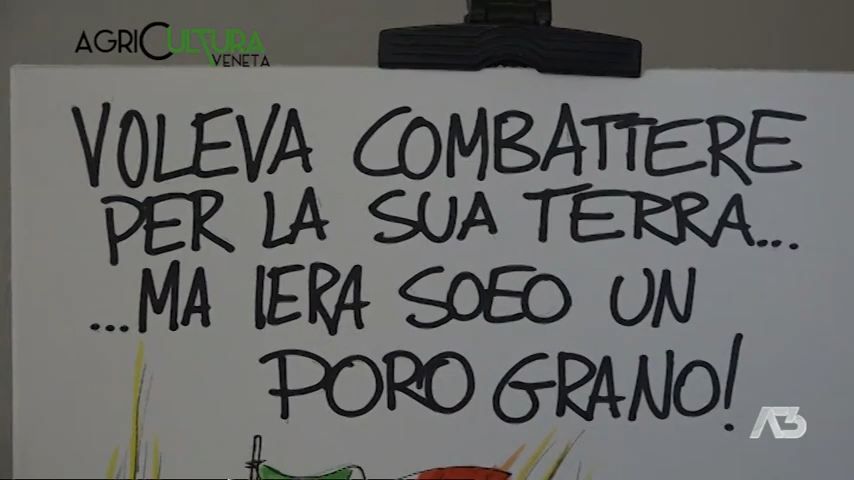 AGRICULTURA
VENETA
VOLEVA COMBATTERE
PER LA SUA TERRA...
...MA IERA SOEO UN
PORO GRANO!
A3